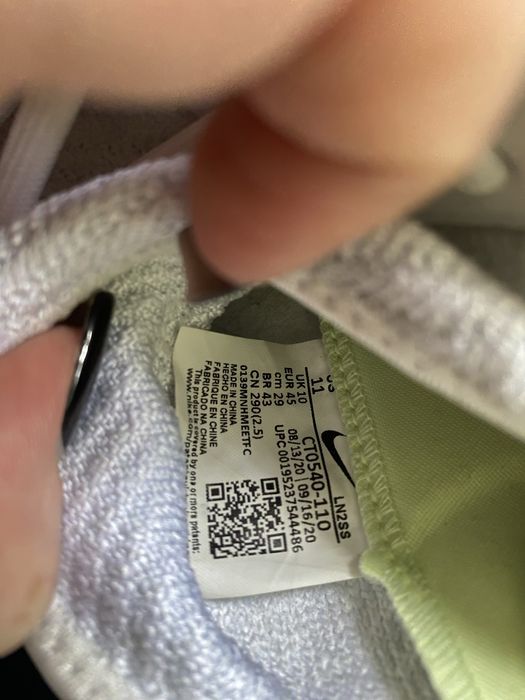 LN2SS
US 11
UK 10
EUR 45
cm 29
BR 43
CN 290(2.5)
CT0540-110
08/13/20 | 09/16/20
UPC 00195237544486
0139MNHMEETFC
MADE IN CHINA
HECHO EN CHINA
FABRIQUE EN CHINE
FABRICADO NA CHINA
This product is covered by one or more patents:
www.nike.com/patents